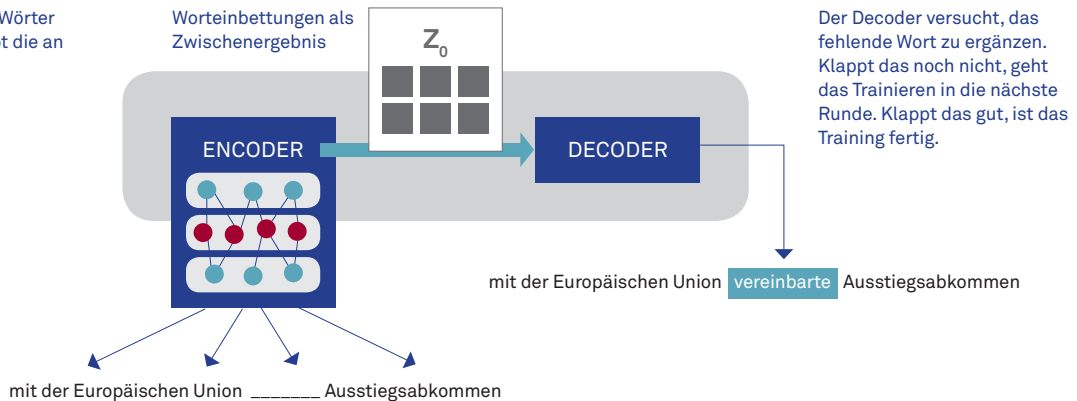 Wörter
die an
Worteinbettungen als
Zwischenergebnis
Z0
Der Decoder versucht, das
fehlende Wort zu ergänzen.
Klappt das noch nicht, geht
das Trainieren in die nächste
Runde. Klappt das gut, ist das
Training fertig.
ENCODER
DECODER
mit der Europäischen Union vereinbarte Ausstiegsabkommen
mit der Europäischen Union _______ Ausstiegsabkommen